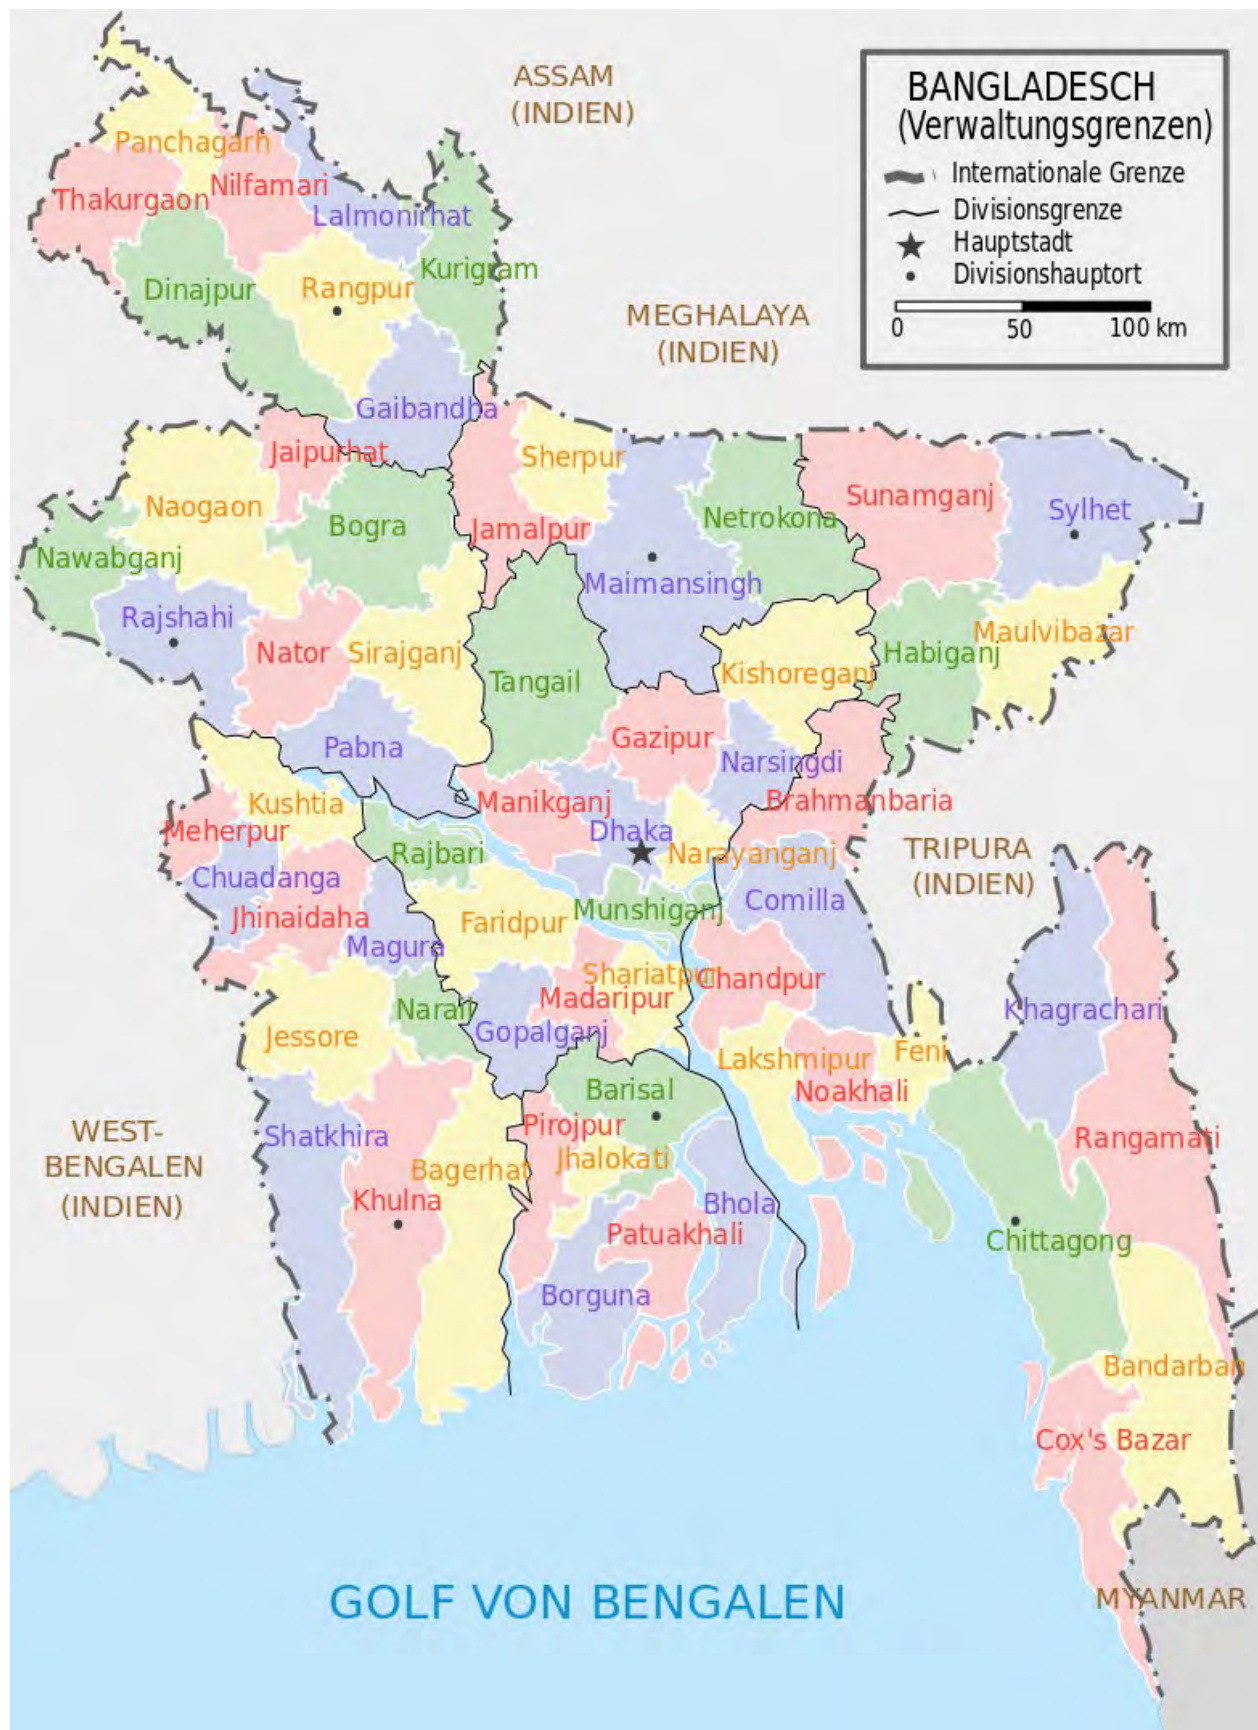 ASSAM
(INDIEN)
BANGLADESCH
(Verwaltungsgrenzen)
Internationale Grenze
Divisionsgrenze
Hauptstadt
Divisionshauptort
0 50 100 km
Panchagarh
Thakurgaon
Nilfamari
Lalmonirhat
Dinajpur
Rangpur
Kurigram
MEGHALAYA
(INDIEN)
Gaibandha
Jaipurhat
Sherpur
Naogaon
Bogra
Jamalpur
Netrokona
Sunamganj
Sylhet
Nawabganj
Maimansingh
Rajshahi
Nator
Sirajganj
Tangail
Kishoreganj
Habiganj
Maulvibazar
Pabna
Gazipur
Narsingdi
Kushtia
Manikganj
Brahmanbaria
Meherpur
Dhaka
Rajbari
Narayanganj
TRIPURA
(INDIEN)
Chuadanga
Jhinaidaha
Faridpur
Munshiganj
Comilla
Magura
Shariatpur
Chandpur
Madaripur
Narail
Gopalganj
Khagrachari
Jessore
Lakshmipur
Feni
Barisal
Noakhali
WEST-
BENGALEN
(INDIEN)
Shatkhira
Pirojpur
Rangamati
Jhalokati
Bagerhat
Khulna
Bhola
Patuakhali
Chittagong
Borguna
Bandarban
Cox's Bazar
GOLF VON BENGALEN
MYANMAR